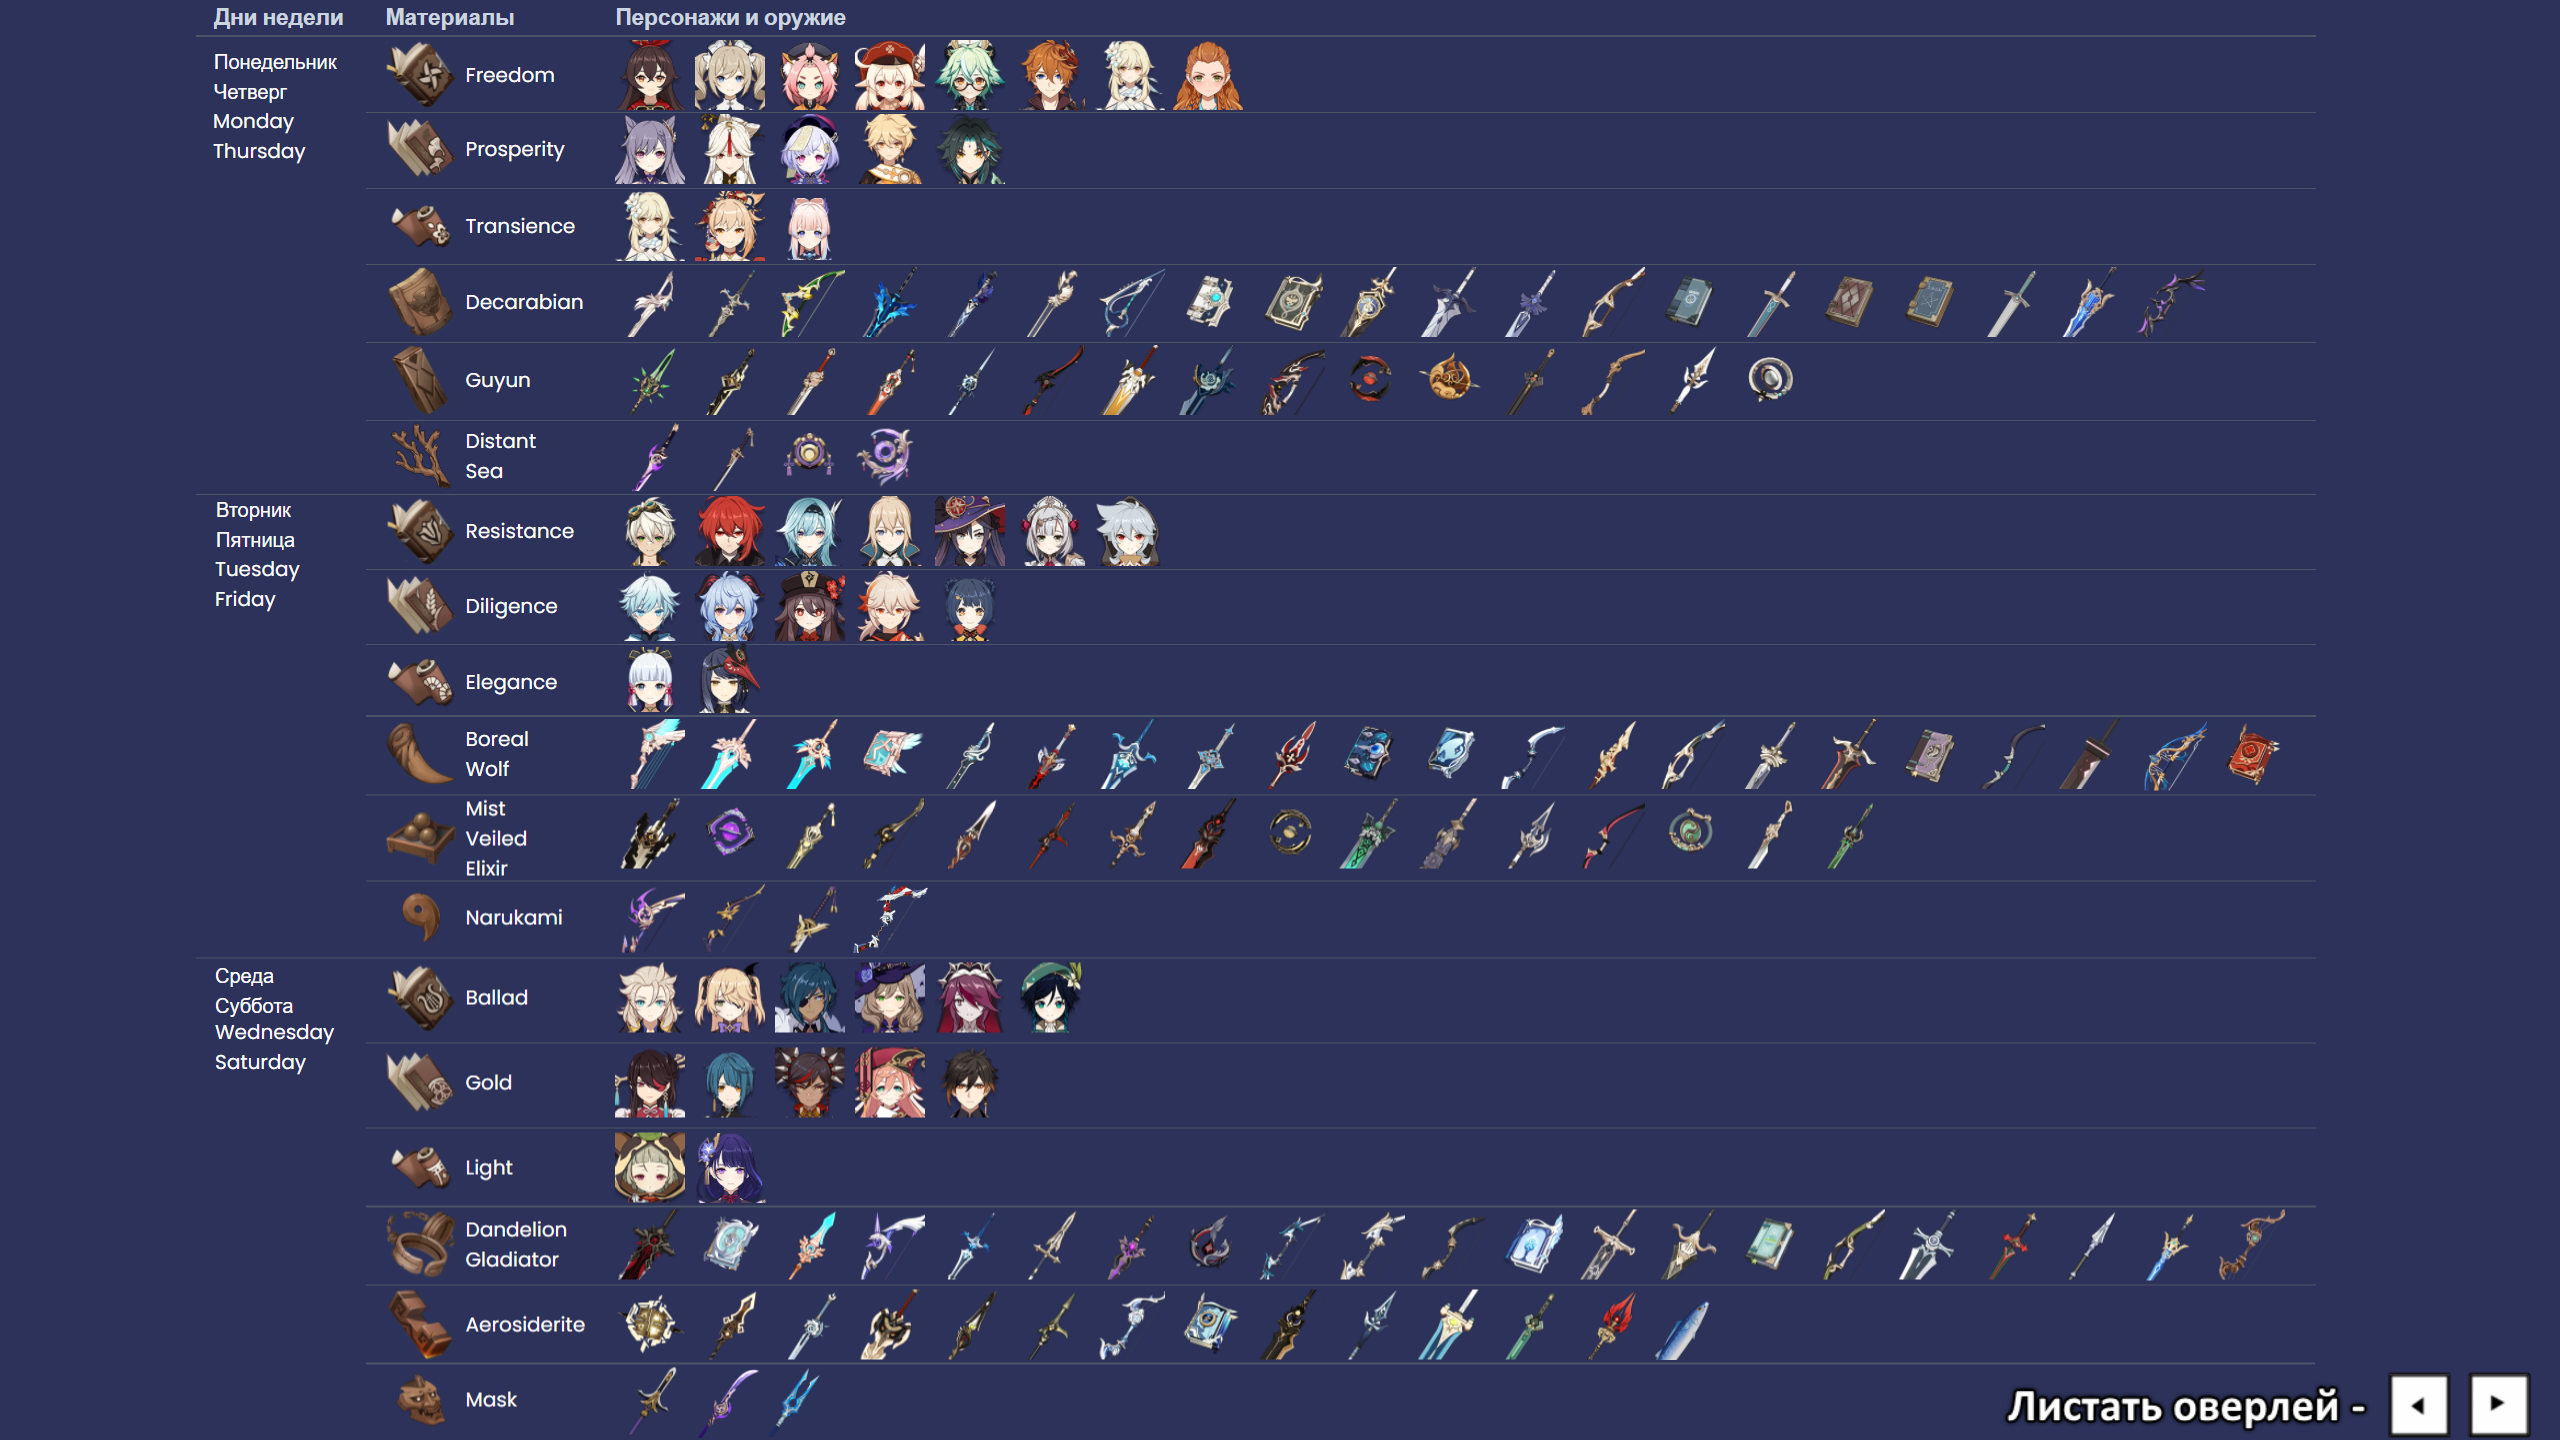 Дни недели Материалы Персонажи и оружие
Понедельник
Четверг
Monday
Thursday
Freedom
Prosperity
Transience
Decarabian
Guyun
Distant
Sea
Вторник
Пятница
Tuesday
Friday
Resistance
Diligence
Elegance
Boreal
Wolf
Mist
Veiled
Elixir
Narukami
Среда
Суббота
Wednesday
Saturday
Ballad
Gold
Light
Dandelion
Gladiator
Aerosiderite
Mask
Листать оверлей -